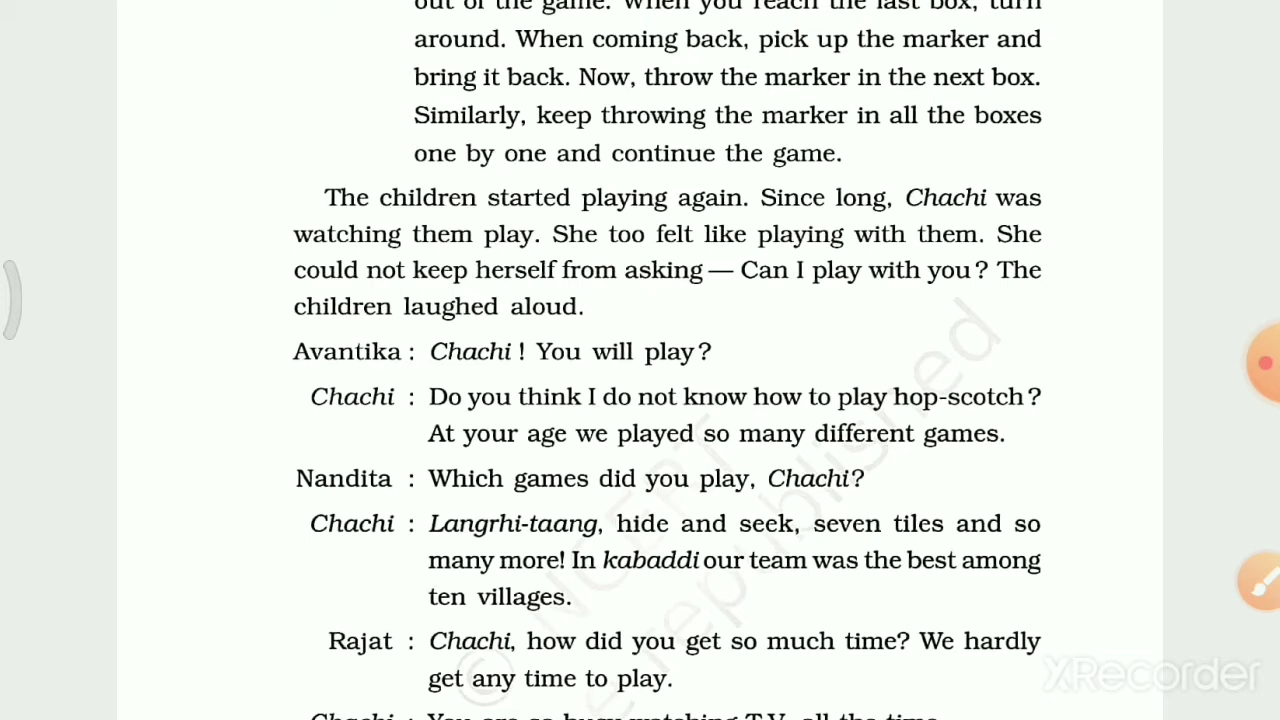 out of the game. When you reach the last box, turn
around. When coming back, pick up the marker and
bring it back. Now, throw the marker in the next box.
Similarly, keep throwing the marker in all the boxes
one by one and continue the game.
The children started playing again. Since long, Chachi was
watching them play. She too felt like playing with them. She
could not keep herself from asking — Can I play with you? The
children laughed aloud.
Avantika : Chachi ! You will play?
Chachi : Do you think I do not know how to play hop-scotch?
At your age we played so many different games.
Nandita : Which games did you play, Chachi?
Chachi : Langrhi-taang, hide and seek, seven tiles and so
many more! In kabaddi our team was the best among
ten villages.
Rajat : Chachi, how did you get so much time? We hardly
get any time to play.
Chachi : You are so busy watching T.V. all the time
© NCERT
republished
XRecorder